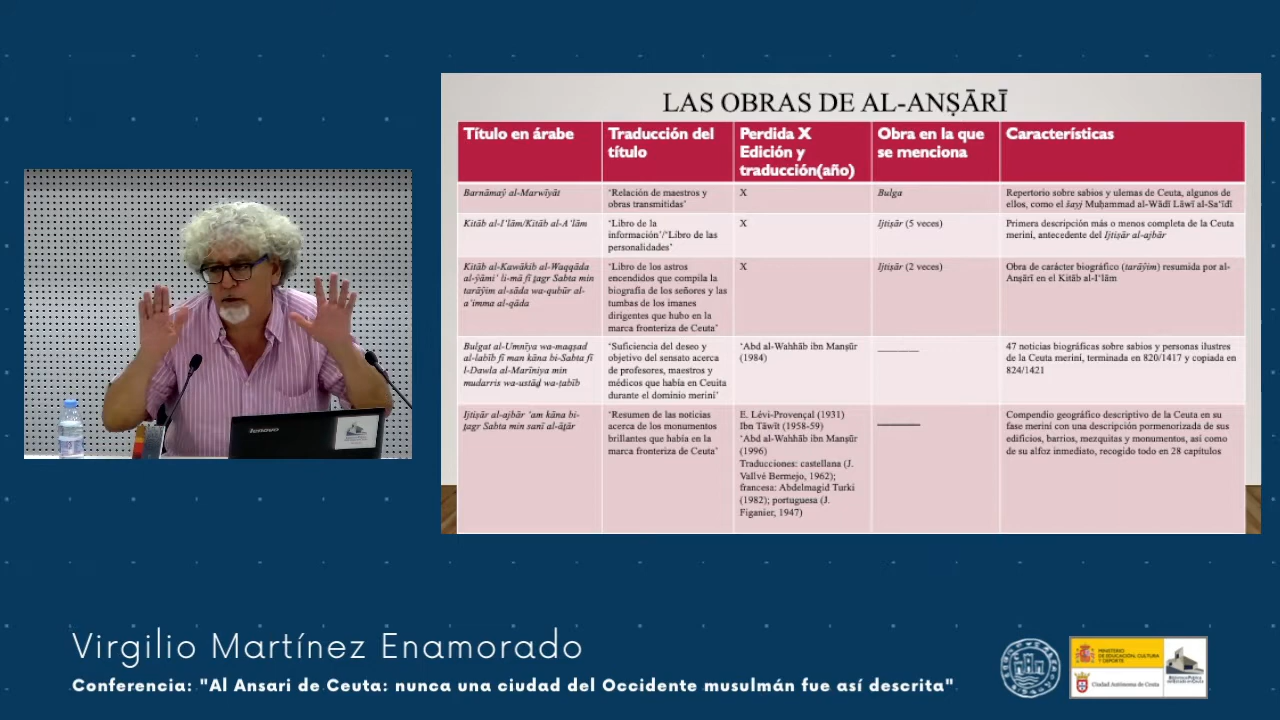 LAS OBRAS DE AL-ANṢĀRĪ
Título en árabe
Traducción del
título
Perdida X
Edición y
traducción(año)
Obra en la que
se menciona
Características
Barnāmaŷ al-Marwīyāt
‘Relación de maestros y
obras transmitidas’
X
Bulga
Repertorio sobre sabios y ulemas de Ceuta, algunos de
ellos, como el šayj Muḥammad al-Wādī Lāwī al-Sa‘īdī
Kitāb al-I‘lām/Kitāb al-A‘lām
‘Libro de la
información’/‘Libro de las
personalidades’
X
Ijtiṣār (5 veces)
Primera descripción más o menos completa de la Ceuta
meriní, antecedente del Ijtiṣār al-ajbār
Kitāb al-Kawākib al-Waqqāda
al-ŷāmi‘ li-mā fī ṯagr Sabta min
tarāŷim al-sāda wa-qubūr al-
a’imma al-qāda
‘Libro de los astros
encendidos que compila la
biografía de los señores y las
tumbas de los imanes
dirigentes que hubo en la
marca fronteriza de Ceuta’
X
Ijtiṣār (2 veces)
Obra de carácter biográfico (tarāŷim) resumida por al-
Anṣārī en el Kitāb al-I‘lām
Bulgat al-Umnīya wa-maqṣad
al-labīb fī man kāna bi-Sabta fī
l-Dawla al-Marīniya min
mudarris wa-ustāḏ wa-ṭabīb
‘Suficiencia del deseo y
objetivo del sensato acerca
de profesores, maestros y
médicos que había en Ceuita
durante el dominio meriní’
‘Abd al-Wahhāb ibn Manṣūr
(1984)
47 noticias biográficas sobre sabios y personas ilustres
de la Ceuta meriní, terminada en 820/1417 y copiada en
824/1421
Ijtiṣār al-ajbār ‘am kāna bi-
ṯagr Sabta min sanī al-āṯār
‘Resumen de las noticias
acerca de los monumentos
brillantes que había en la
marca fronteriza de Ceuta’
E. Lévi-Provençal (1931)
Ibn Tāwīt (1958-59)
‘Abd al-Wahhāb ibn Manṣūr
(1996)
Traducciones: castellana (J.
Vallvé Bermejo, 1962);
francesa: Abdelmagid Turki
(1982); portuguesa (J.
Figanier, 1947)
Compendio geográfico descriptivo de la Ceuta en su
fase meriní con una descripción pormenorizada de sus
edificios, barrios, mezquitas y monumentos, así como
de su alfoz inmediato, recogido todo en 28 capítulos
lenovo
Virgilio Martínez Enamorado
Conferencia: "Al Ansari de Ceuta: nunca una ciudad del Occidente musulmán fue así descrita"
MINISTERIO
DE EDUCACIÓN, CULTURA
Y DEPORTE
Ciudad Autónoma de Ceuta